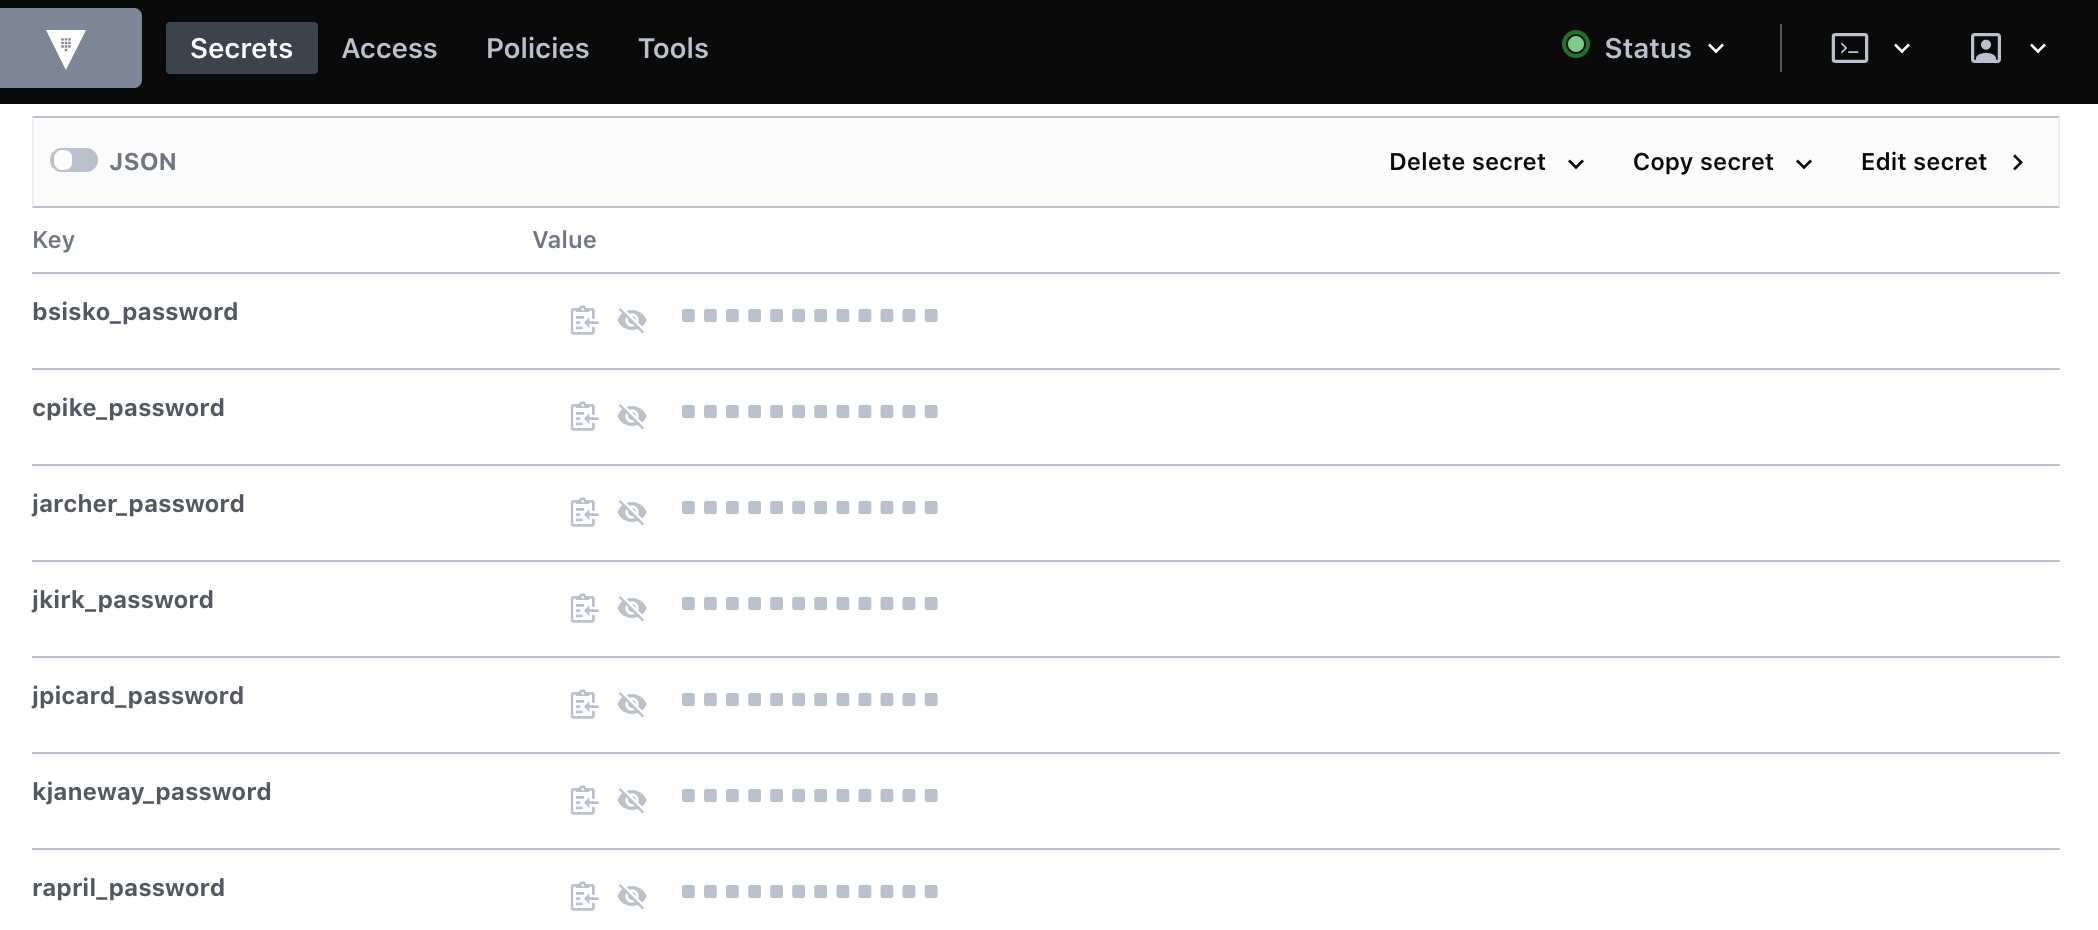 Secrets Access Policies Tools Status
JSON Delete secret Copy secret Edit secret
Key Value
bsisko_password
cpike_password
jarcher_password
jkirk_password
jpicard_password
kjaneway_password
rapril_password